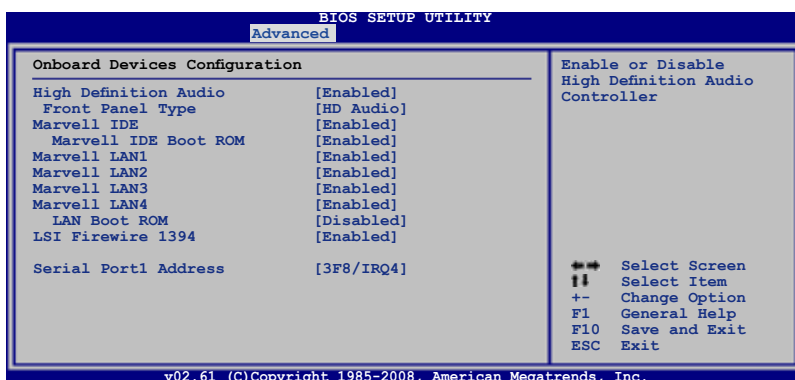 BIOS SETUP UTILITY
Advanced
Onboard Devices Configuration
High Definition Audio [Enabled]
Front Panel Type [HD Audio]
Marvell IDE [Enabled]
Marvell IDE Boot ROM [Enabled]
Marvell LAN1 [Enabled]
Marvell LAN2 [Enabled]
Marvell LAN3 [Enabled]
Marvell LAN4 [Enabled]
LAN Boot ROM [Disabled]
LSI Firewire 1394 [Enabled]
Serial Port1 Address [3F8/IRQ4]
Enable or Disable
High Definition Audio
Controller
Select Screen
Select Item
+- Change Option
F1 General Help
F10 Save and Exit
ESC Exit
v02.61 (C)Copyright 1985-2008, American Megatrends, Inc.